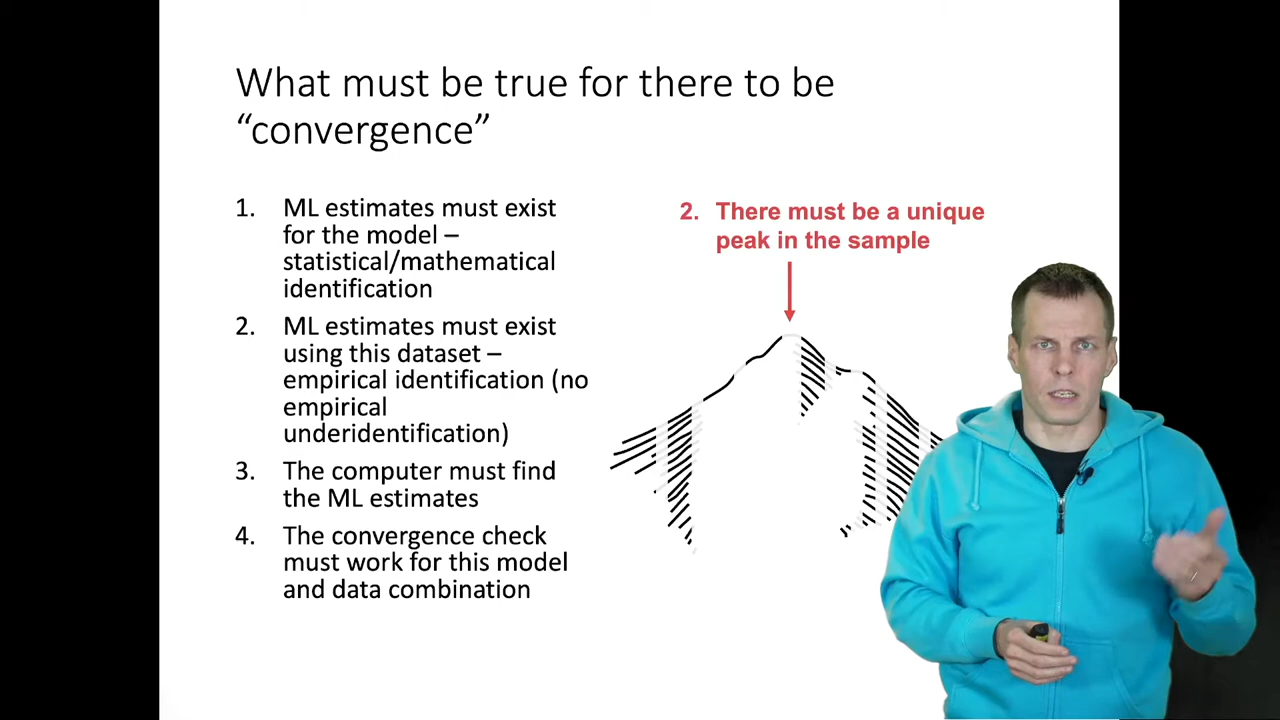 What must be true for there to be
“convergence”
1. ML estimates must exist
for the model –
statistical/mathematical
identification
2. ML estimates must exist
using this dataset –
empirical identification (no
empirical
underidentification)
3. The computer must find
the ML estimates
4. The convergence check
must work for this model
and data combination
2. There must be a unique
peak in the sample